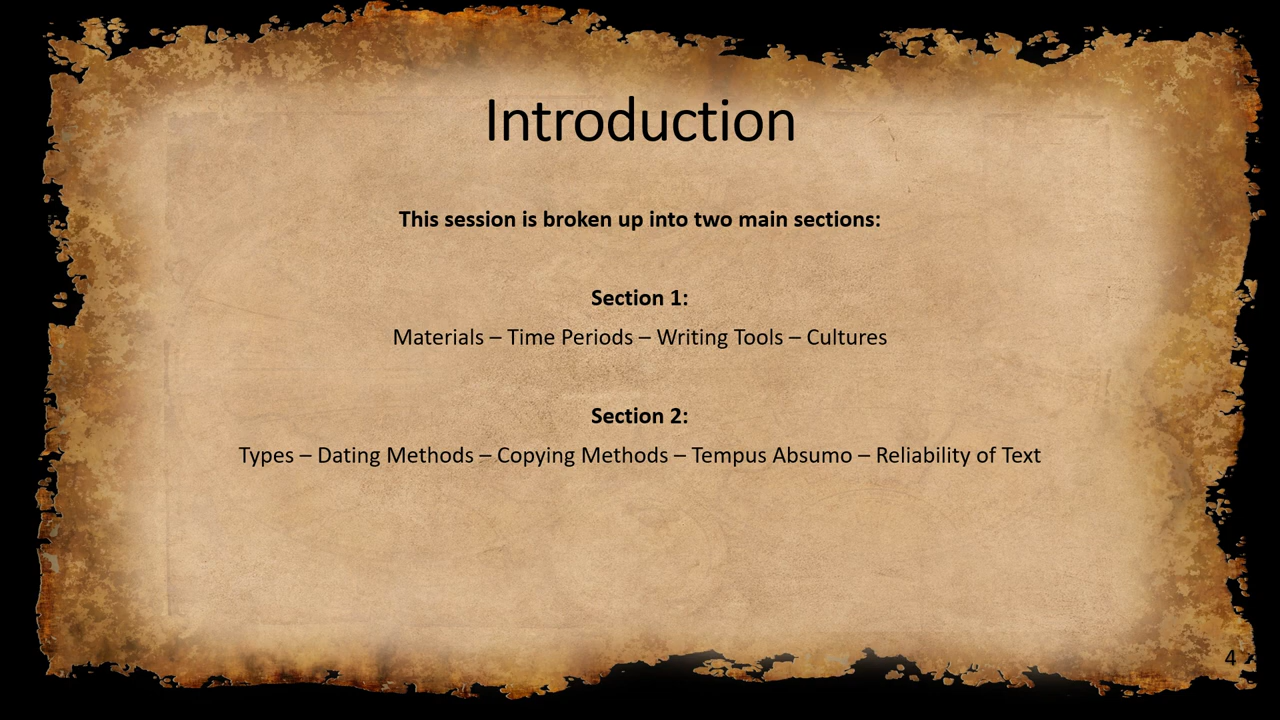 Introduction
This session is broken up into two main sections:
Section 1:
Materials – Time Periods – Writing Tools – Cultures
Section 2:
Types – Dating Methods – Copying Methods – Tempus Absumo – Reliability of Text
4